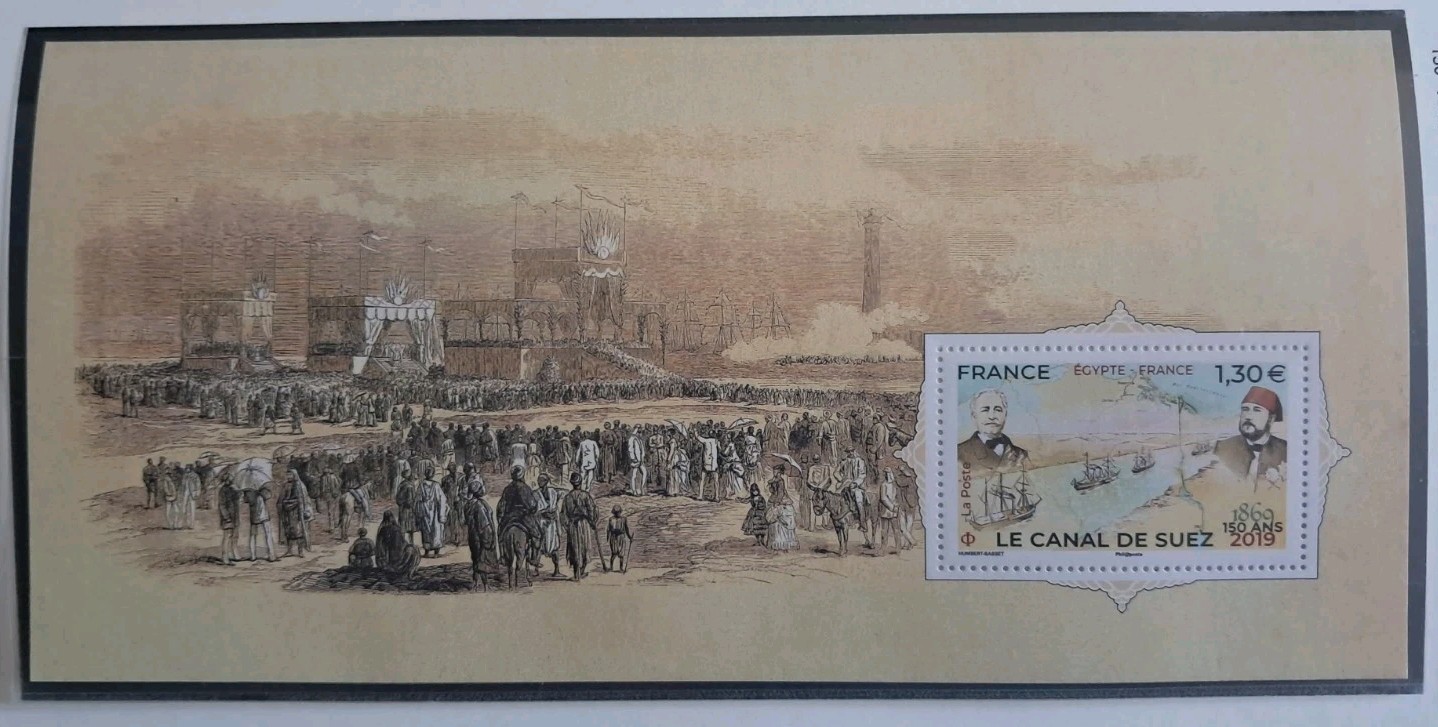 FRANCE
ÉGYPTE - FRANCE
1,30 €
La Poste
1869
150 ANS
2019
LE CANAL DE SUEZ
HUMBERT-BASSET
Phil@poste